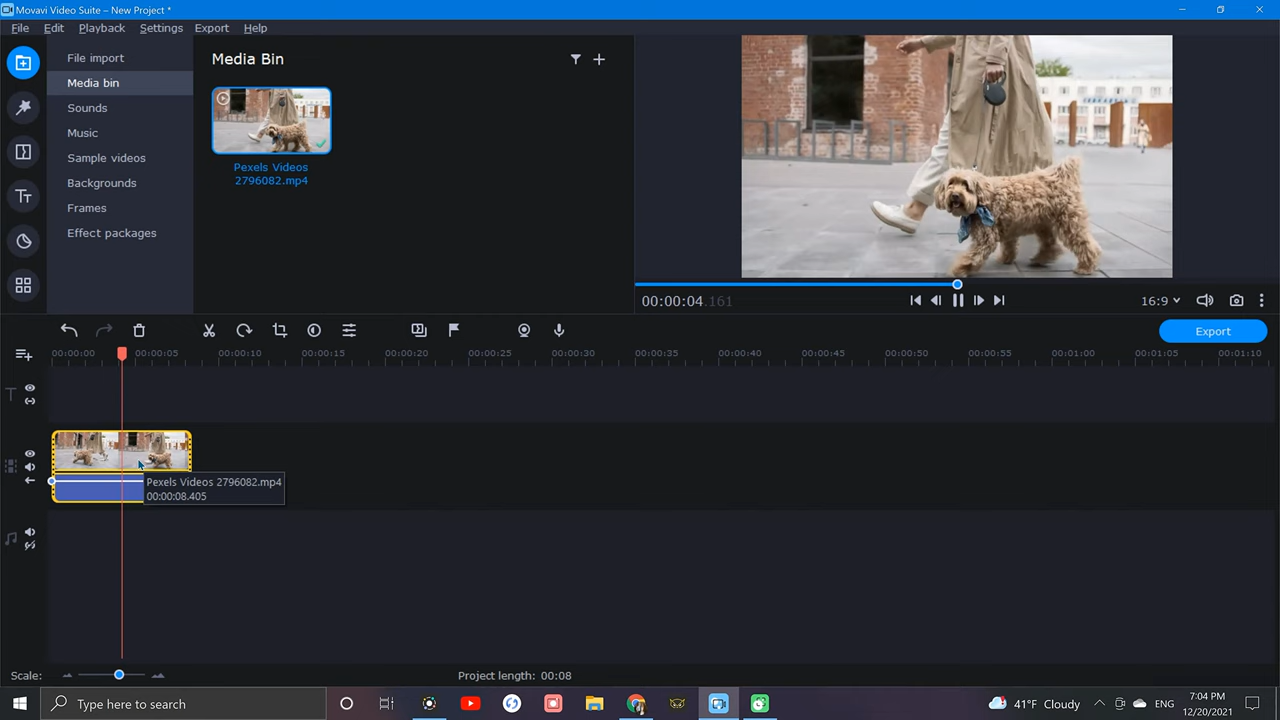 Movavi Video Suite – New Project *
File Edit Playback Settings Export Help
File import
Media bin
Sounds
Music
Sample videos
Backgrounds
Frames
Effect packages
Media Bin
Pexels Videos
2796082.mp4
00:00:04.161
16:9
Export
00:00:00 00:00:05 00:00:10 00:00:15 00:00:20 00:00:25 00:00:30 00:00:35 00:00:40 00:00:45 00:00:50 00:00:55 00:01:00 00:01:05 00:01:10
Pexels Videos 2796082.mp4
00:00:08.405
Scale:
Project length: 00:08
Type here to search
41°F Cloudy
ENG
7:04 PM
12/20/2021